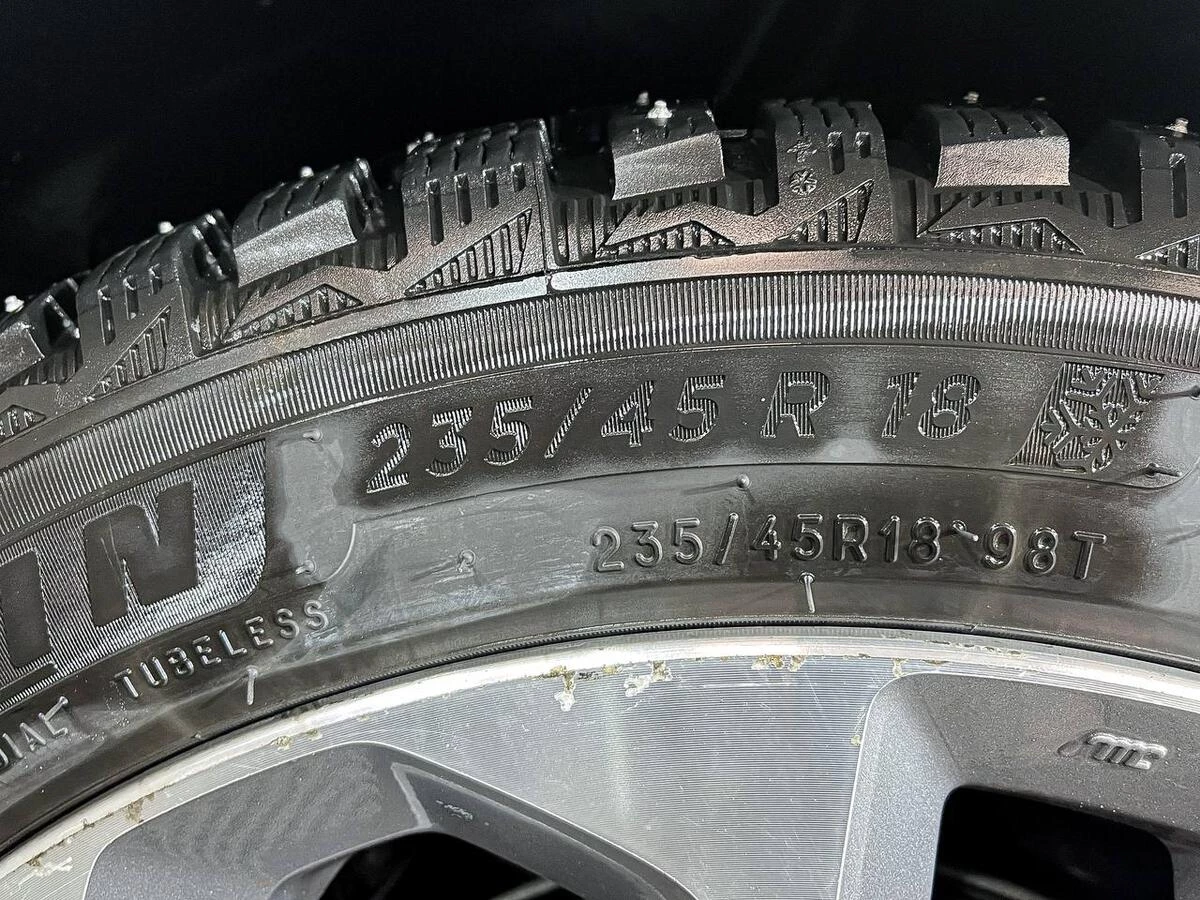 235/45 R 18
235/45R18 98T
IN
DIAL TUBELESS